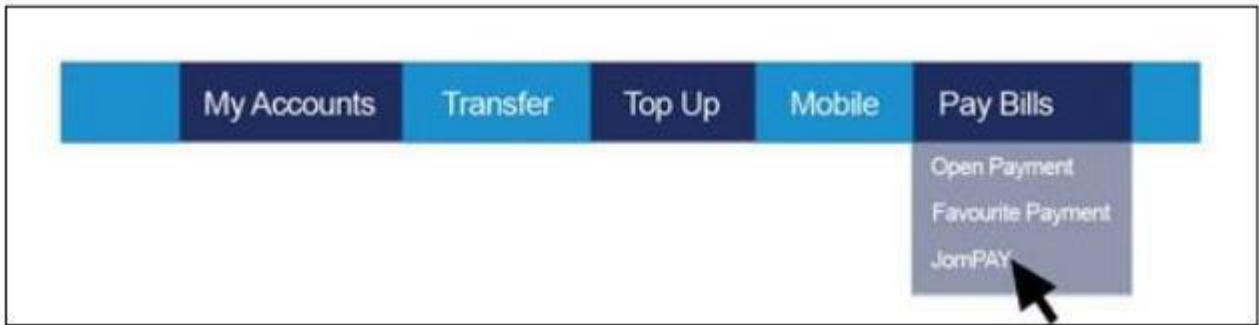 My Accounts Transfer Top Up Mobile Pay Bills
Open Payment
Favourite Payment
JomPAY